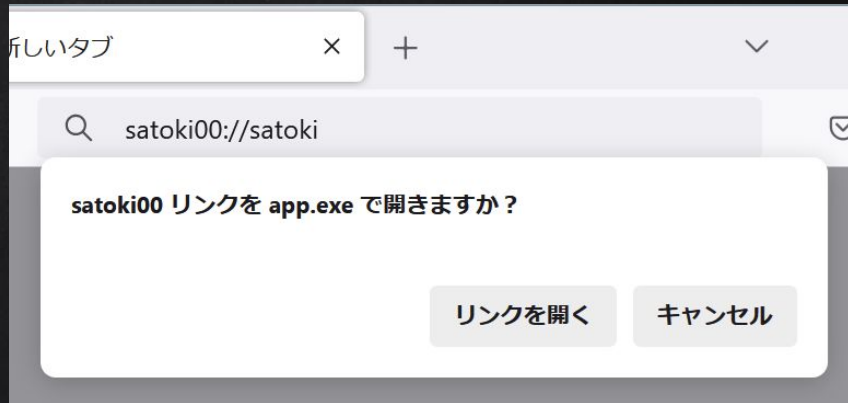 新しいタブ
satoki00://satoki
satoki00 リンクを app.exe で開きますか？
リンクを開く
キャンセル